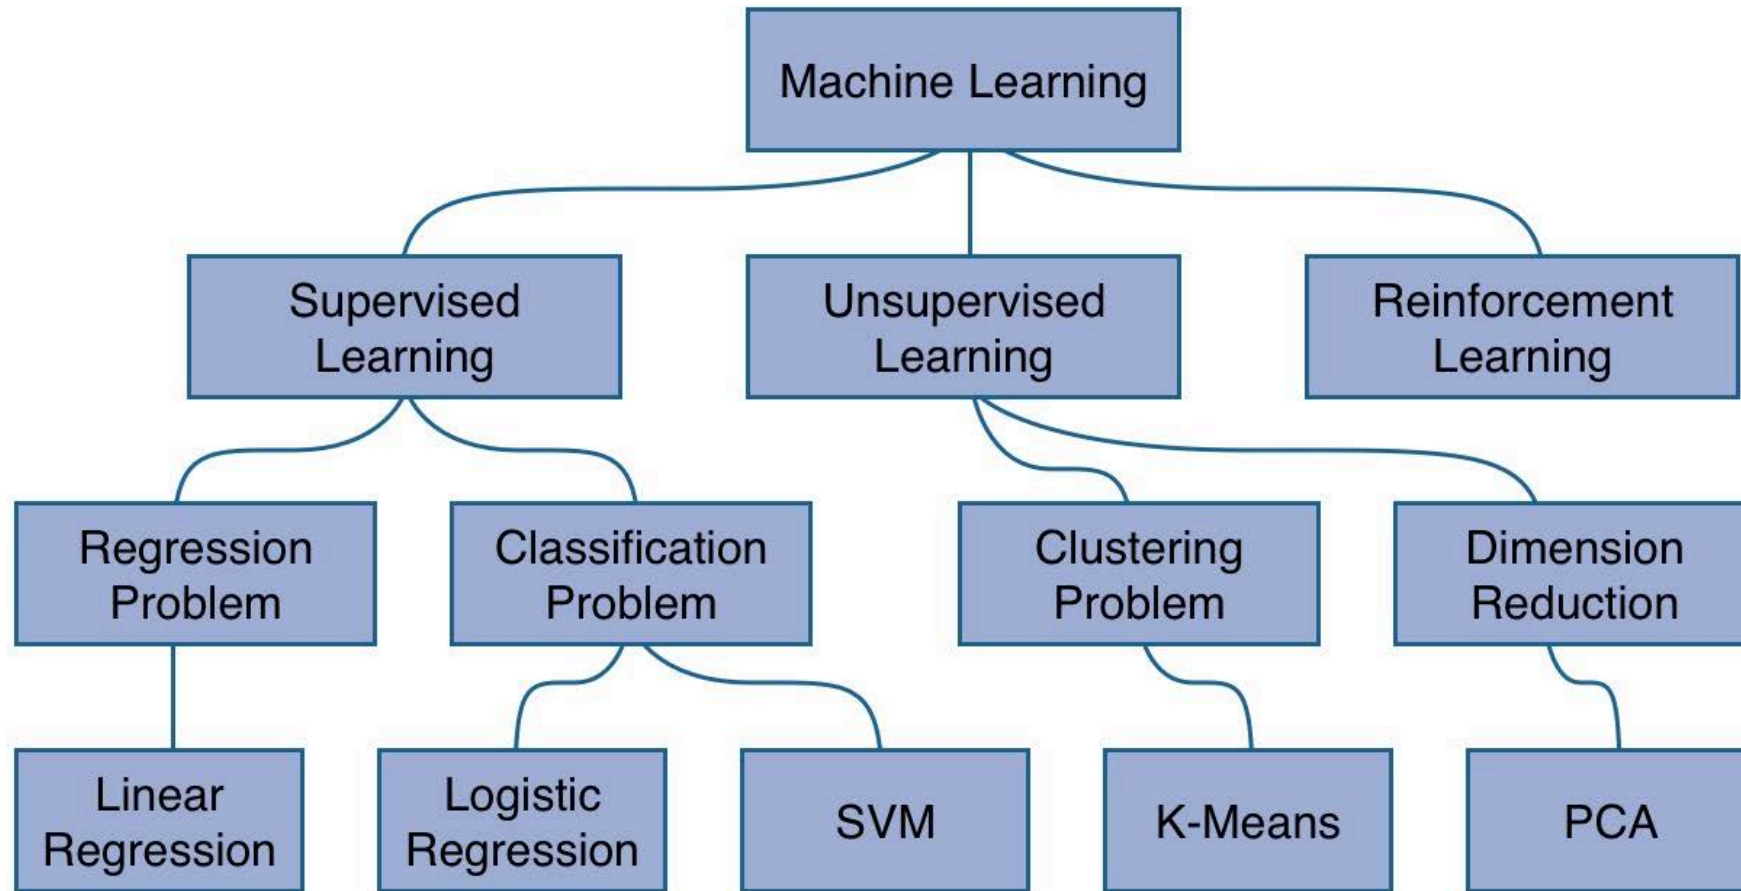 Machine Learning
Supervised
Learning
Unsupervised
Learning
Reinforcement
Learning
Regression
Problem
Classification
Problem
Clustering
Problem
Dimension
Reduction
Linear
Regression
Logistic
Regression
SVM
K-Means
PCA